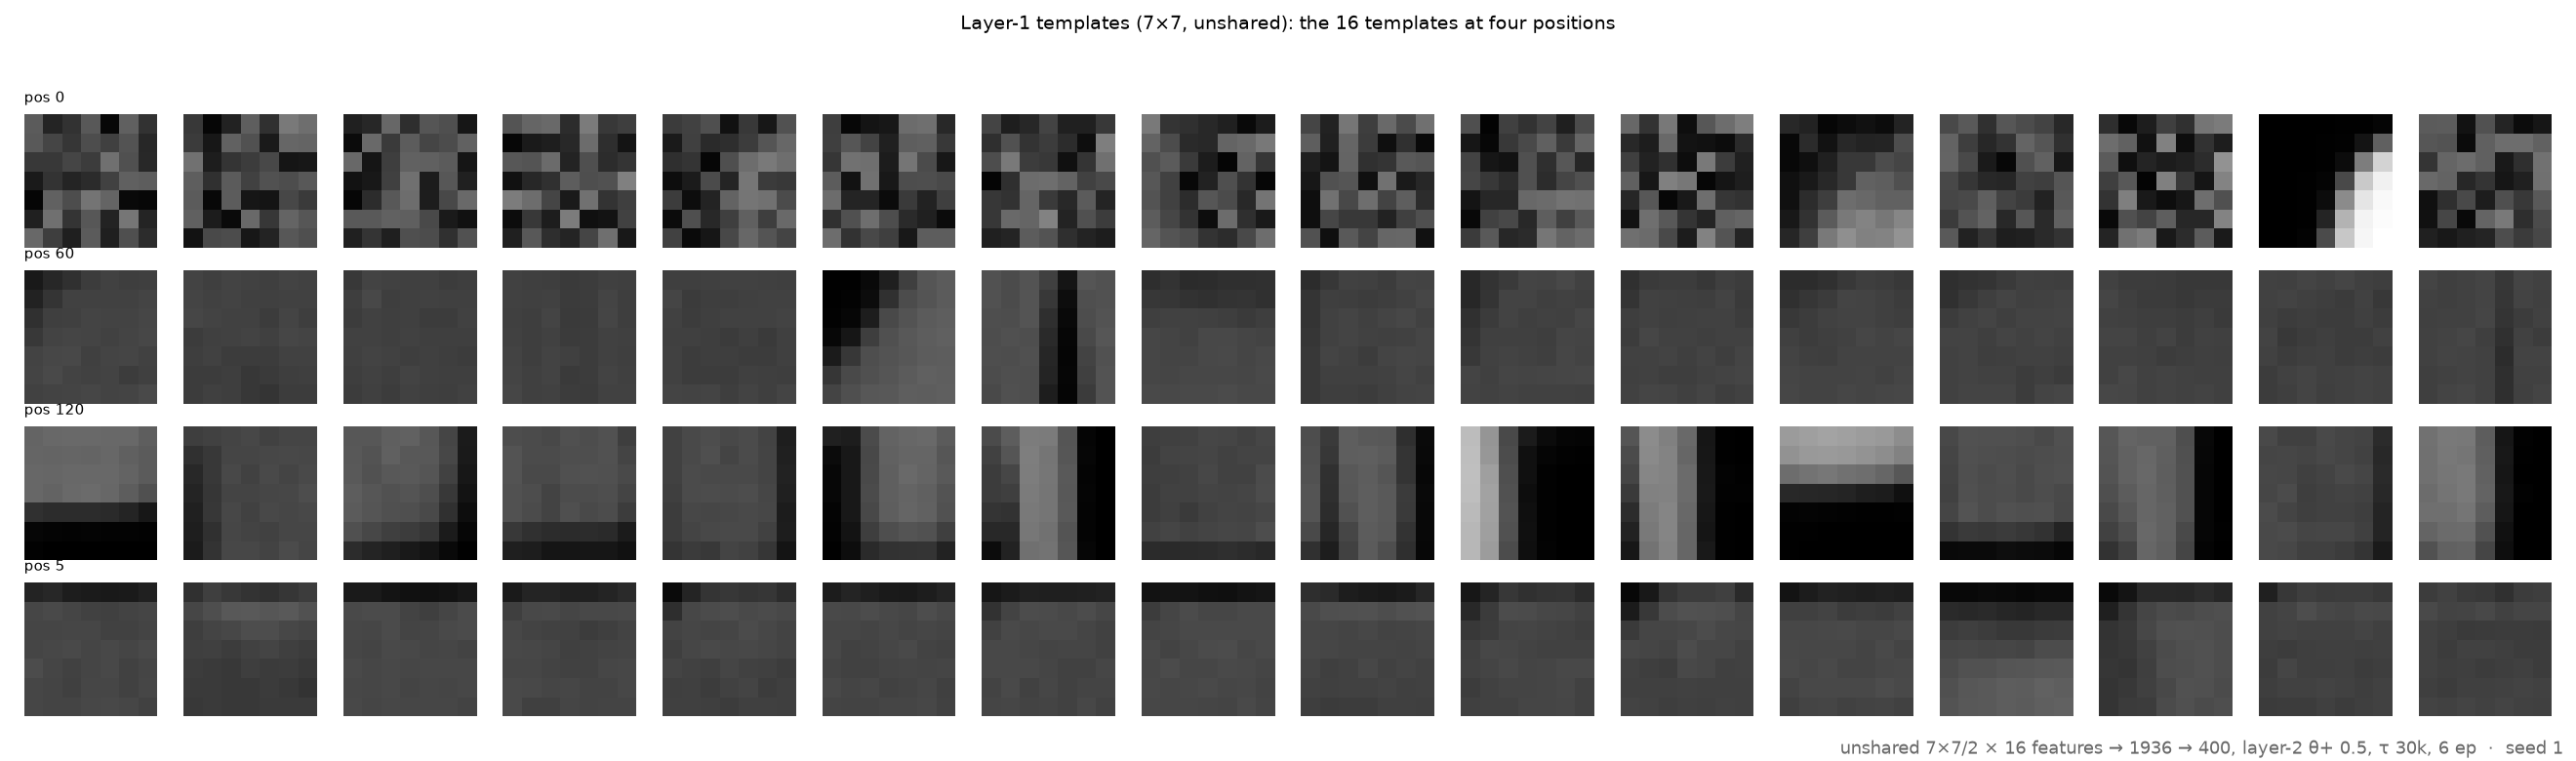 Layer-1 templates (7×7, unshared): the 16 templates at four positions
pos 0
pos 60
pos 120
pos 5
unshared 7×7/2 × 16 features → 1936 → 400, layer-2 θ+ 0.5, τ 30k, 6 ep · seed 1